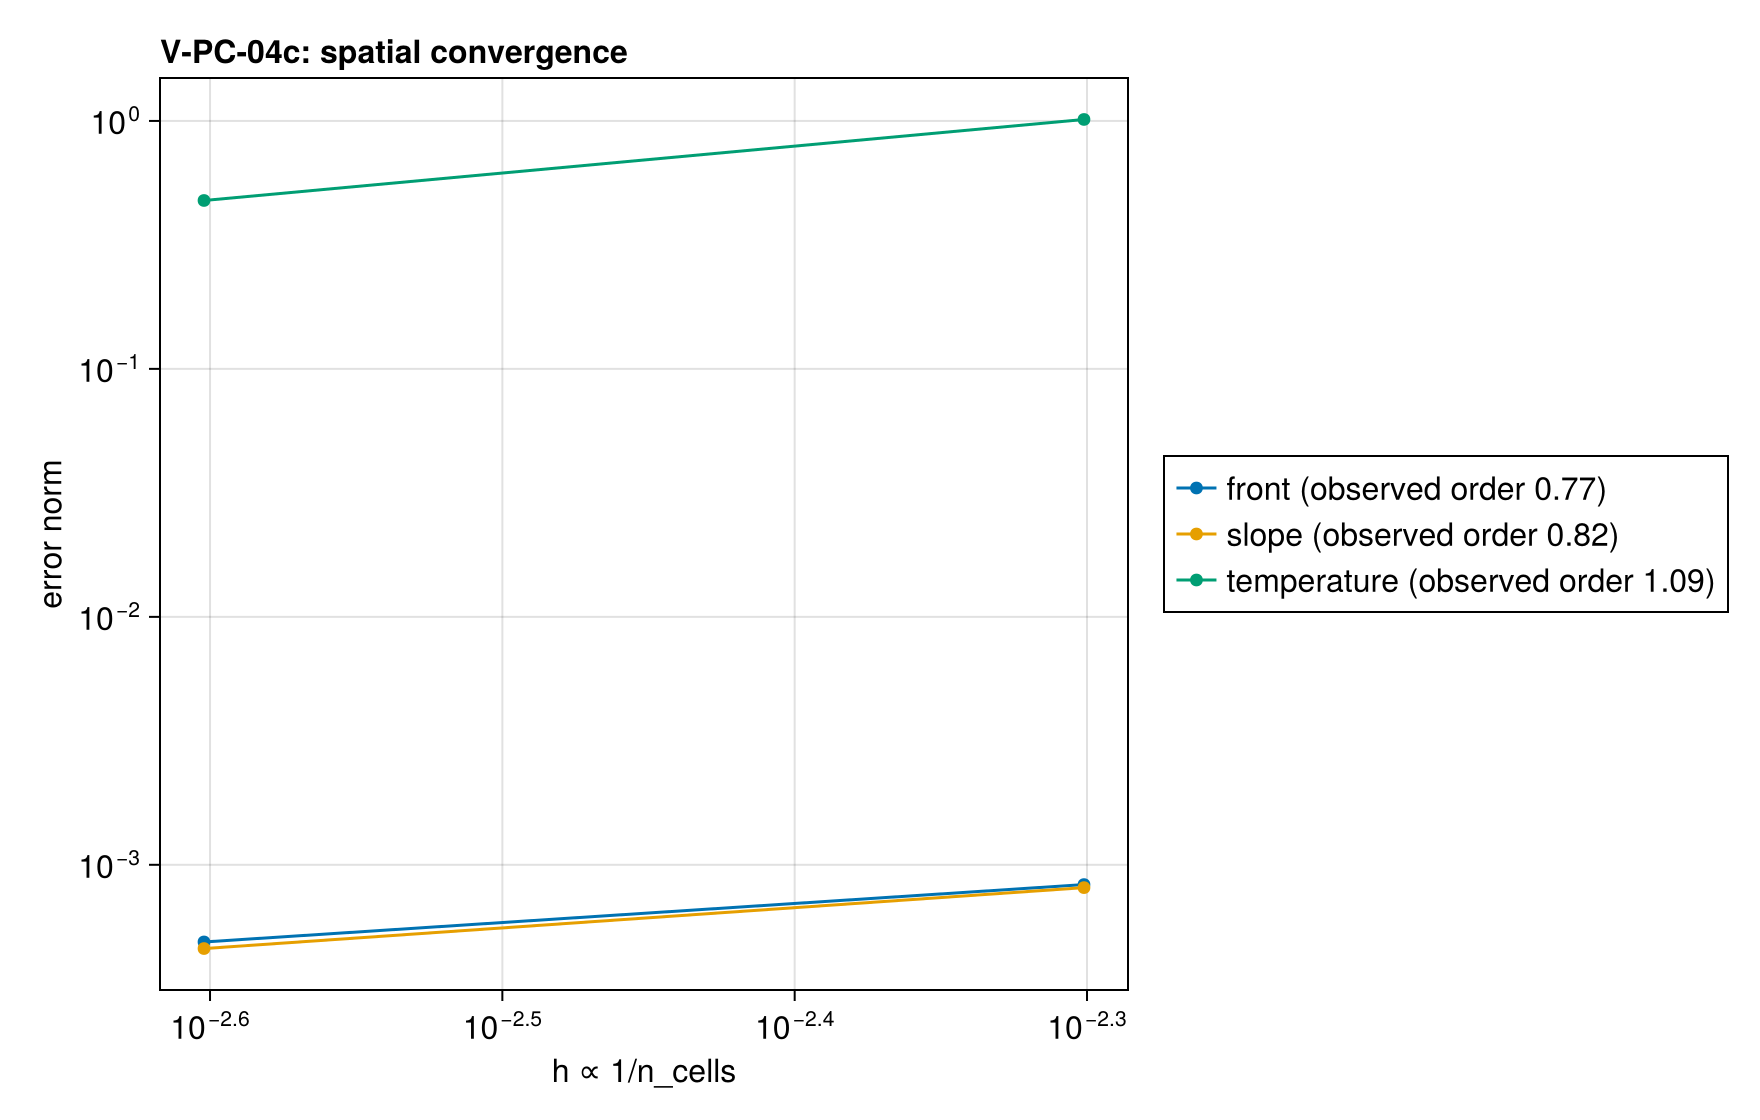 V-PC-04c: spatial convergence
10⁰
10⁻¹
10⁻²
10⁻³
error norm
10⁻²·⁶
10⁻²·⁵
10⁻²·⁴
10⁻²·³
h ∝ 1/n_cells
front (observed order 0.77)
slope (observed order 0.82)
temperature (observed order 1.09)